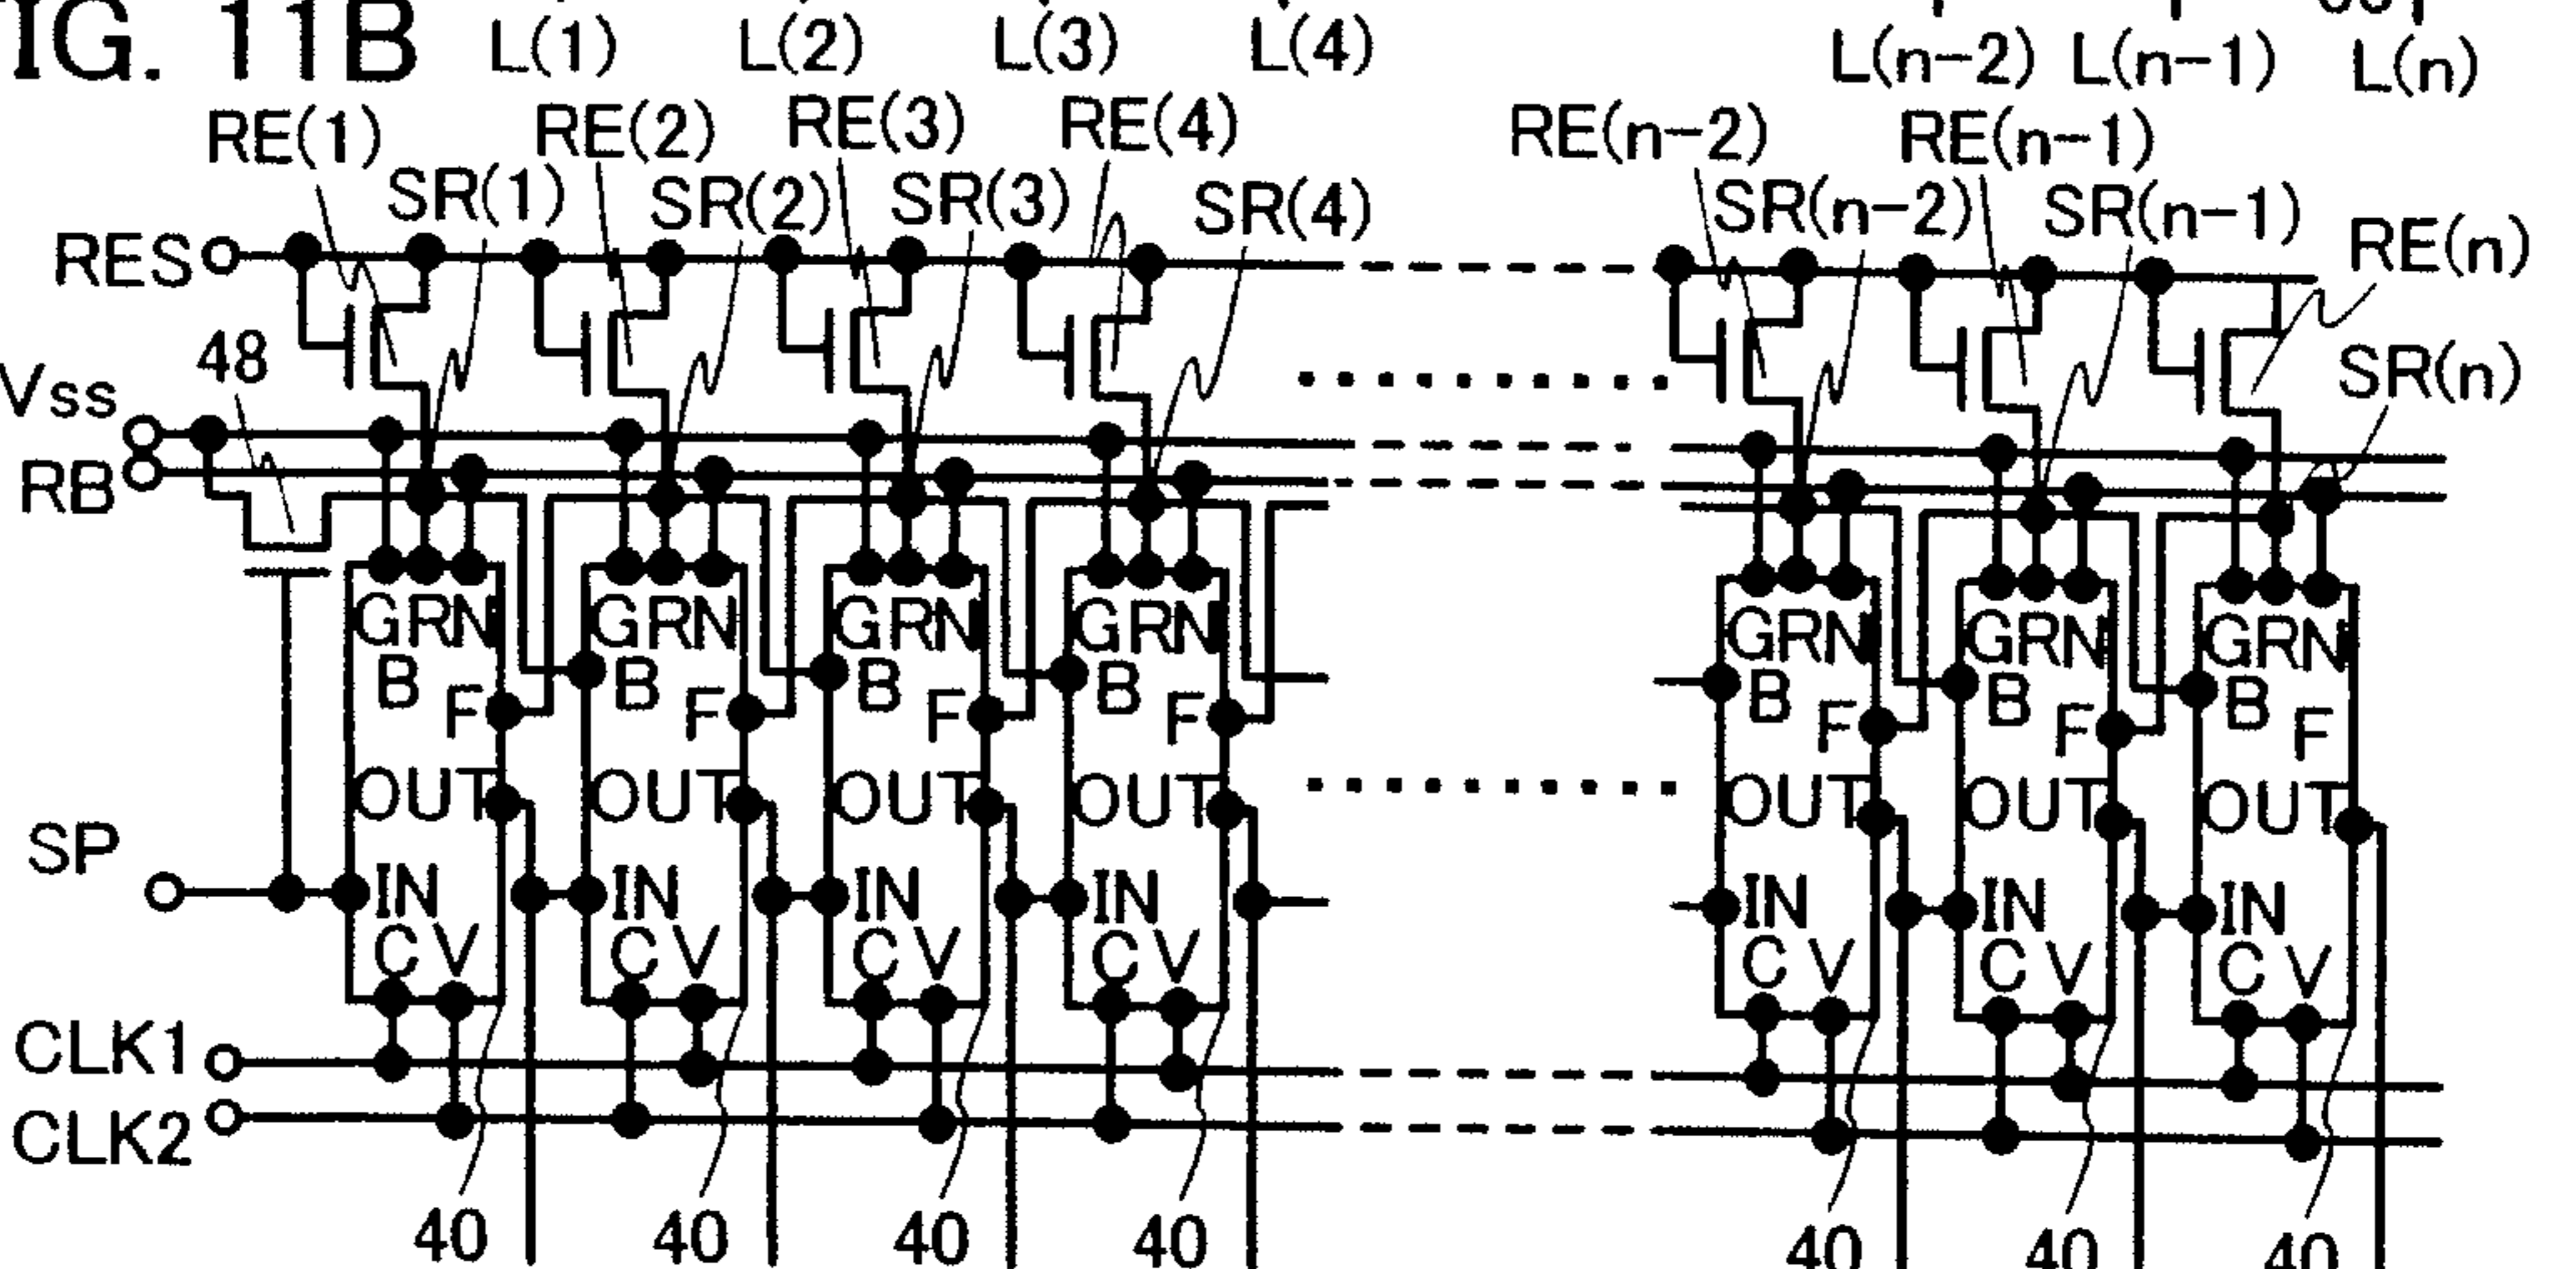 FIG. 11B
L(1) L(2) L(3) L(4) L(n-2) L(n-1) L(n)
RE(1) RE(2) RE(3) RE(4) RE(n-2) RE(n-1)
SR(1) SR(2) SR(3) SR(4) SR(n-2) SR(n-1)
RES RE(n)
48 SR(n)
Vss
RB
GRN GRN GRN GRN GRN GRN GRN
B B B B B B B
F F F F F F F
OUT OUT OUT OUT OUT OUT OUT
SP
IN IN IN IN IN IN IN
C V C V C V C V C V C V C V
CLK1
CLK2
40 40 40 40 40 40 40